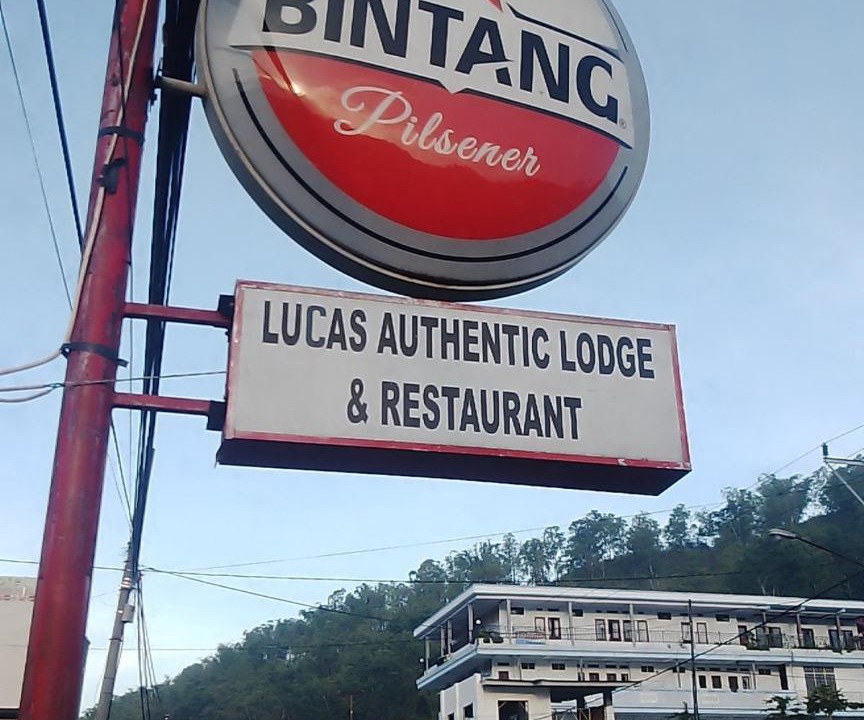 BINTANG
Pilsener
LUCAS AUTHENTIC LODGE
& RESTAURANT